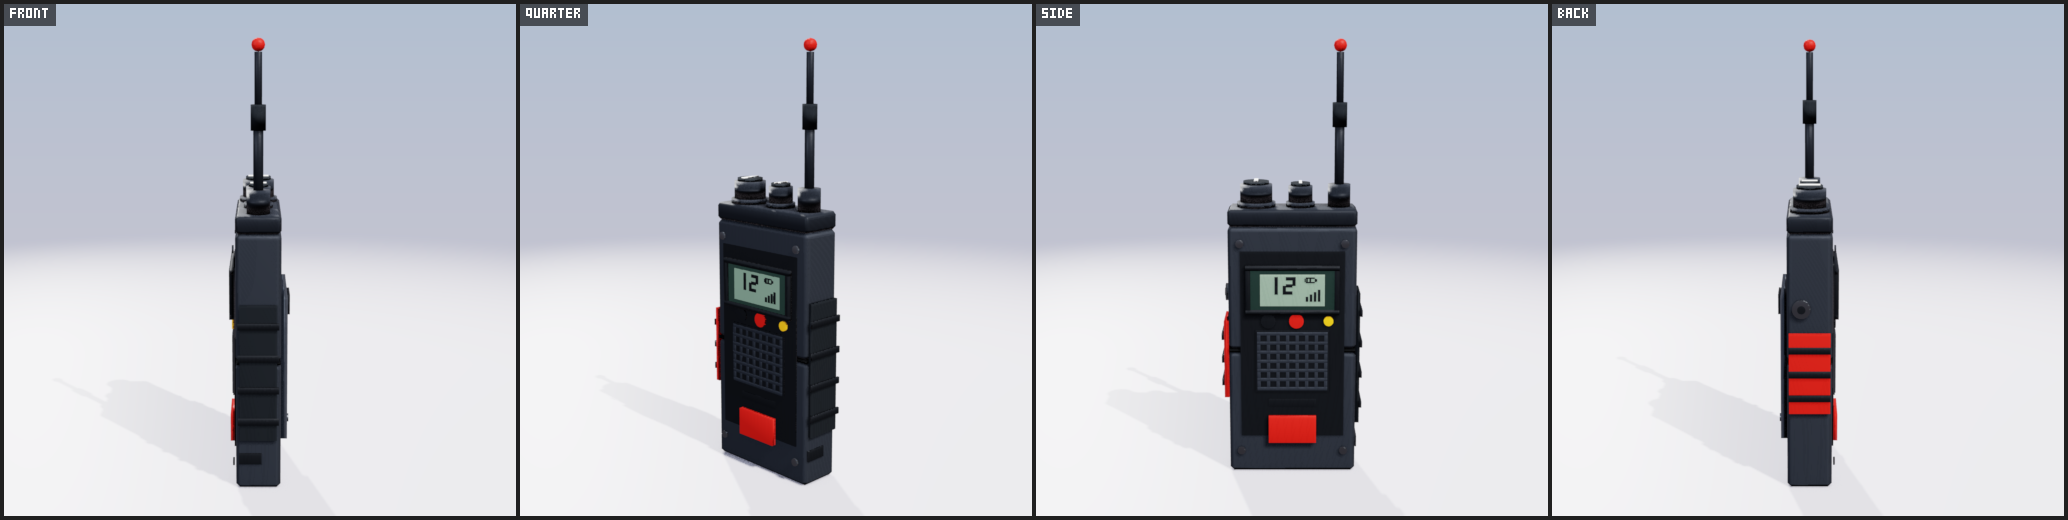 FRONT
QUARTER
SIDE
BACK
12
12